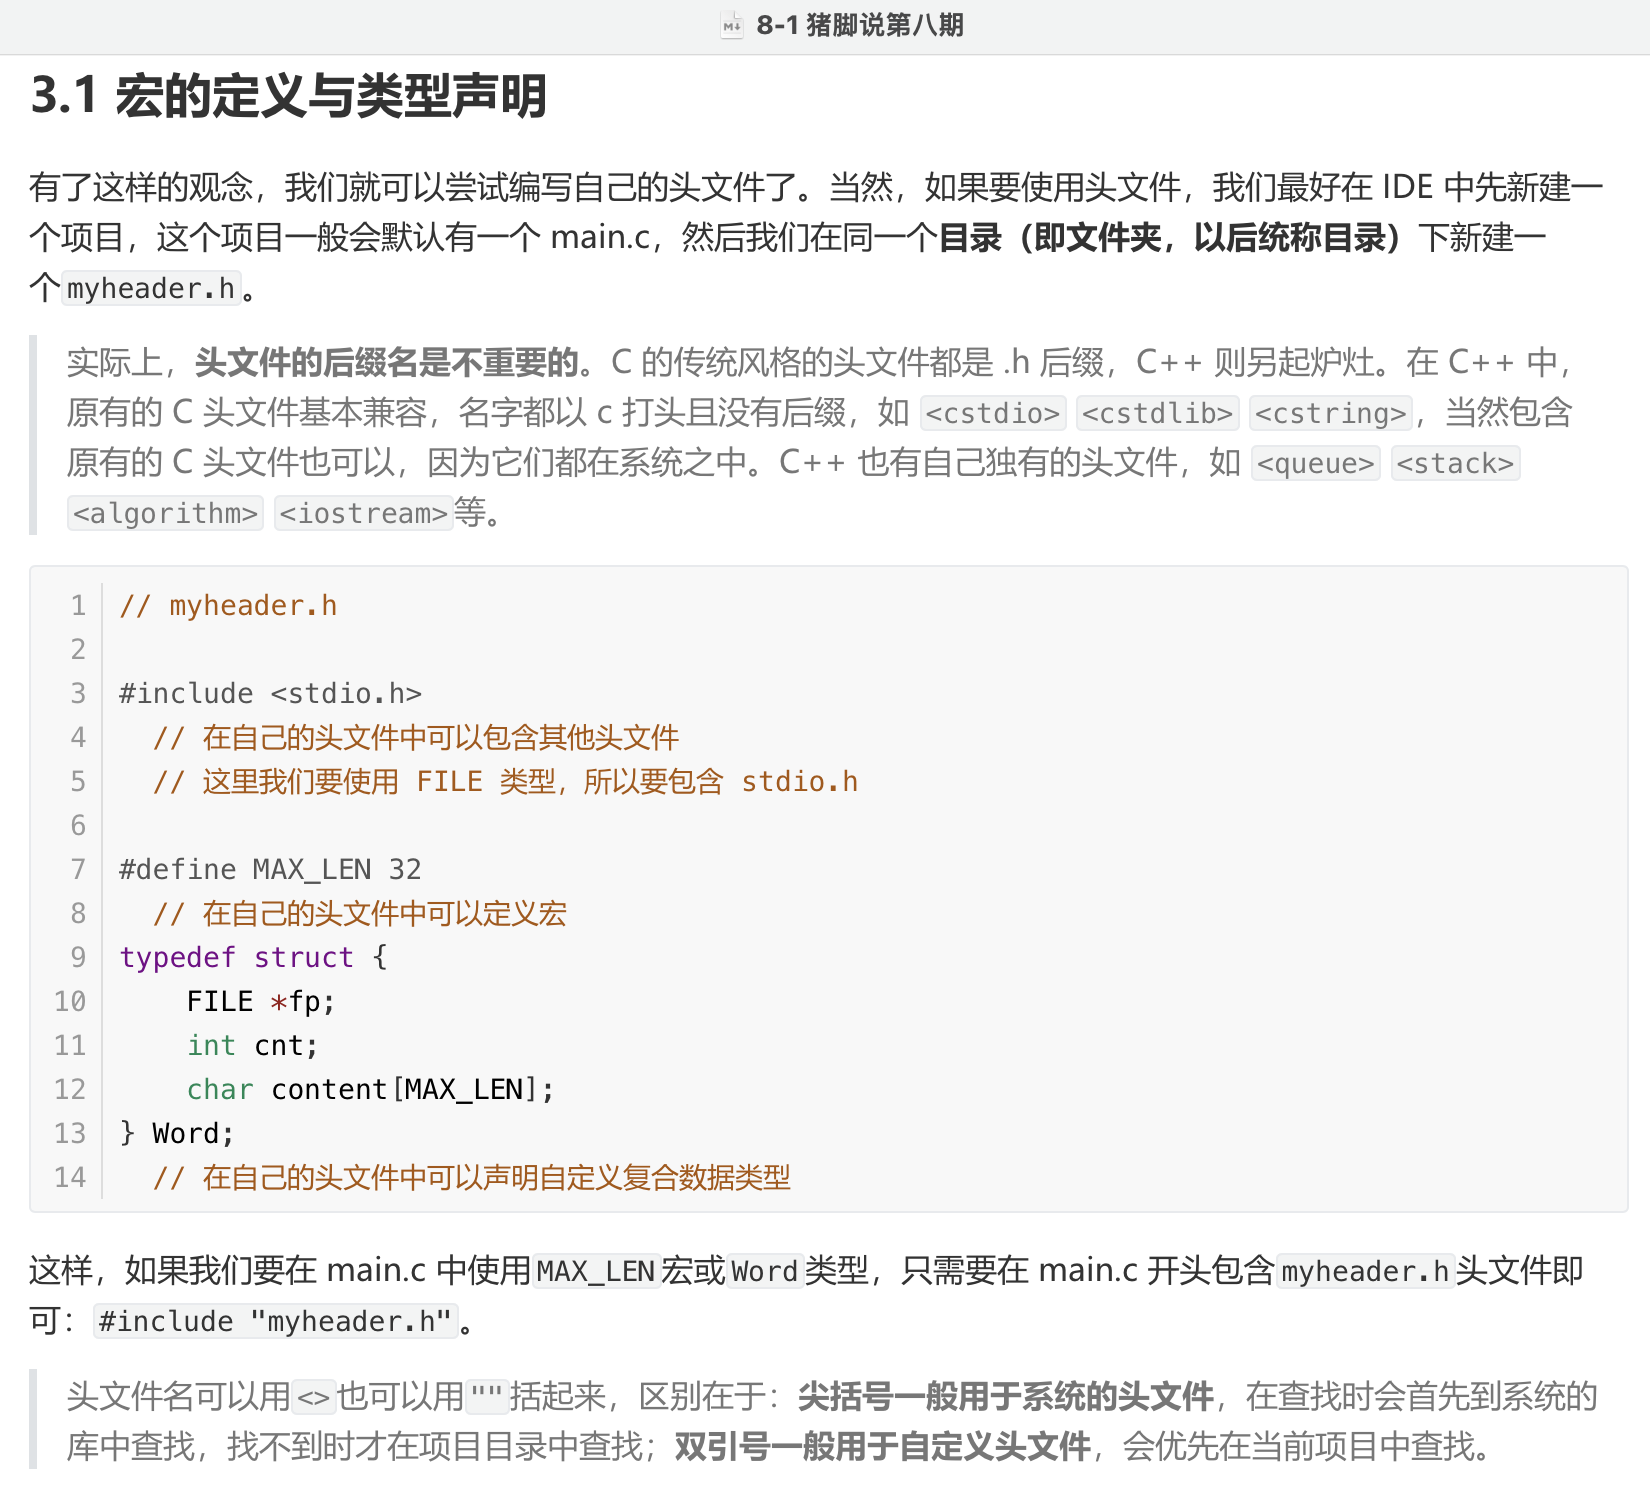 8-1 猪脚说第八期
3.1 宏的定义与类型声明
有了这样的观念，我们就可以尝试编写自己的头文件了。当然，如果要使用头文件，我们最好在 IDE 中先新建一
个项目，这个项目一般会默认有一个 main.c，然后我们在同一个目录（即文件夹，以后统称目录）下新建一
个myheader.h。
实际上，头文件的后缀名是不重要的。C 的传统风格的头文件都是 .h 后缀，C++ 则另起炉灶。在 C++ 中，
原有的 C 头文件基本兼容，名字都以 c 打头且没有后缀，如 <cstdio> <cstdlib> <cstring>，当然包含
原有的 C 头文件也可以，因为它们都在系统之中。C++ 也有自己独有的头文件，如 <queue> <stack>
<algorithm> <iostream>等。
1 // myheader.h
2
3 #include <stdio.h>
4 // 在自己的头文件中可以包含其他头文件
5 // 这里我们要使用 FILE 类型，所以要包含 stdio.h
6
7 #define MAX_LEN 32
8 // 在自己的头文件中可以定义宏
9 typedef struct {
10 FILE *fp;
11 int cnt;
12 char content[MAX_LEN];
13 } Word;
14 // 在自己的头文件中可以声明自定义复合数据类型
这样，如果我们要在 main.c 中使用MAX_LEN宏或Word类型，只需要在 main.c 开头包含myheader.h头文件即
可：#include "myheader.h"。
头文件名可以用<>也可以用""括起来，区别在于：尖括号一般用于系统的头文件，在查找时会首先到系统的
库中查找，找不到时才在项目目录中查找；双引号一般用于自定义头文件，会优先在当前项目中查找。